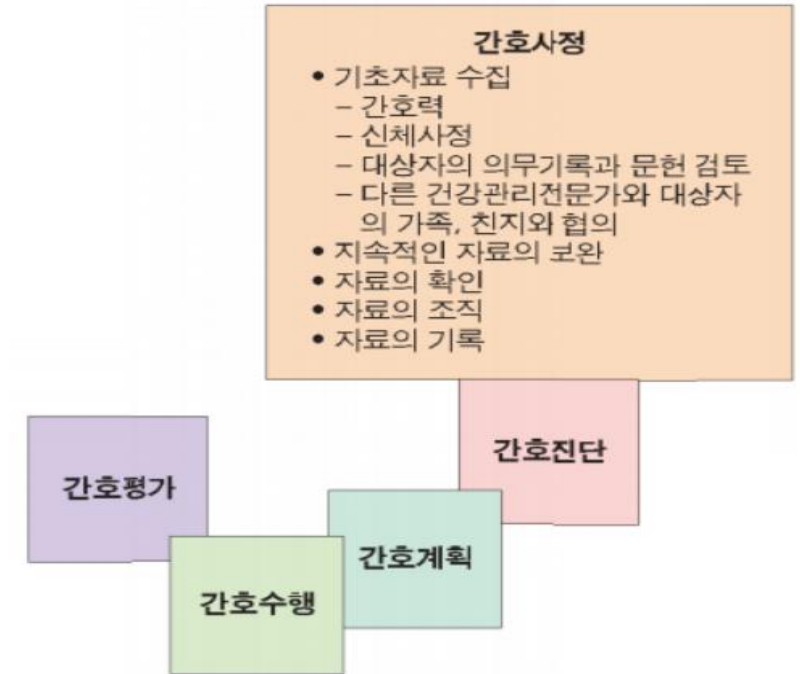 간호사정
• 기초자료 수집
– 간호력
– 신체사정
– 대상자의 의무기록과 문헌 검토
– 다른 건강관리전문가와 대상자
의 가족, 친지와 협의
• 지속적인 자료의 보완
• 자료의 확인
• 자료의 조직
• 자료의 기록
간호진단
간호계획
간호수행
간호평가